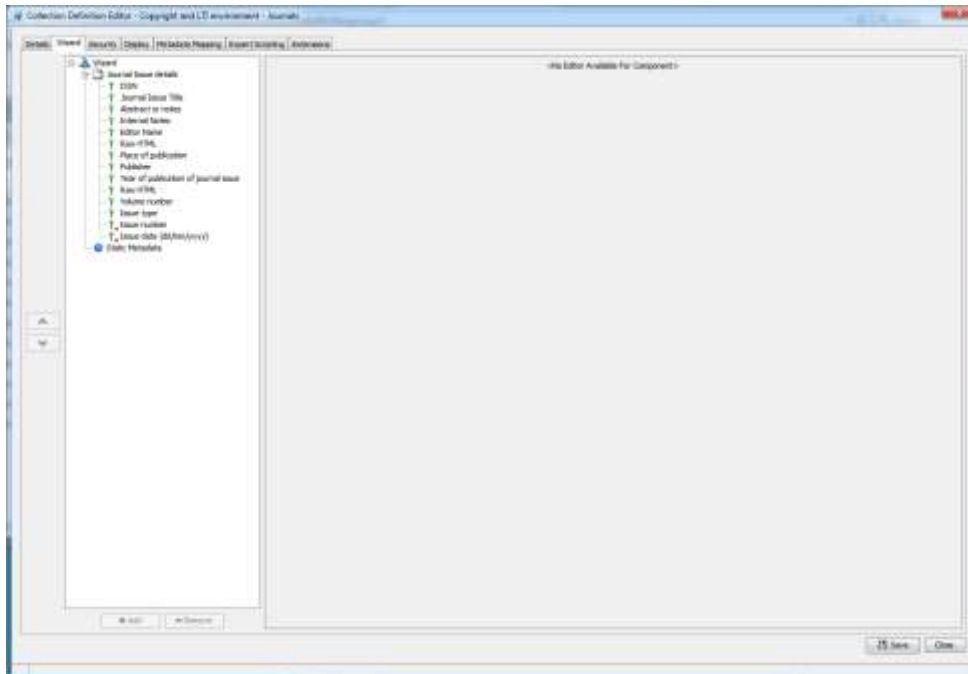 Collection Definition Editor - Copyright and LTI environment - Journals
Details Wizard Security Display Metadata Mapping Expert Scripting Extensions
Wizard
Journal Issue details
ISSN
Journal Issue Title
Abstract or notes
Internal Notes
Editor Name
Raw HTML
Place of publication
Publisher
Year of publication of journal issue
Raw HTML
Volume number
Issue type
Issue number
Issue date (dd/mm/yyyy)
Static Metadata
<No Editor Available For Component>
Add Remove
Save Close